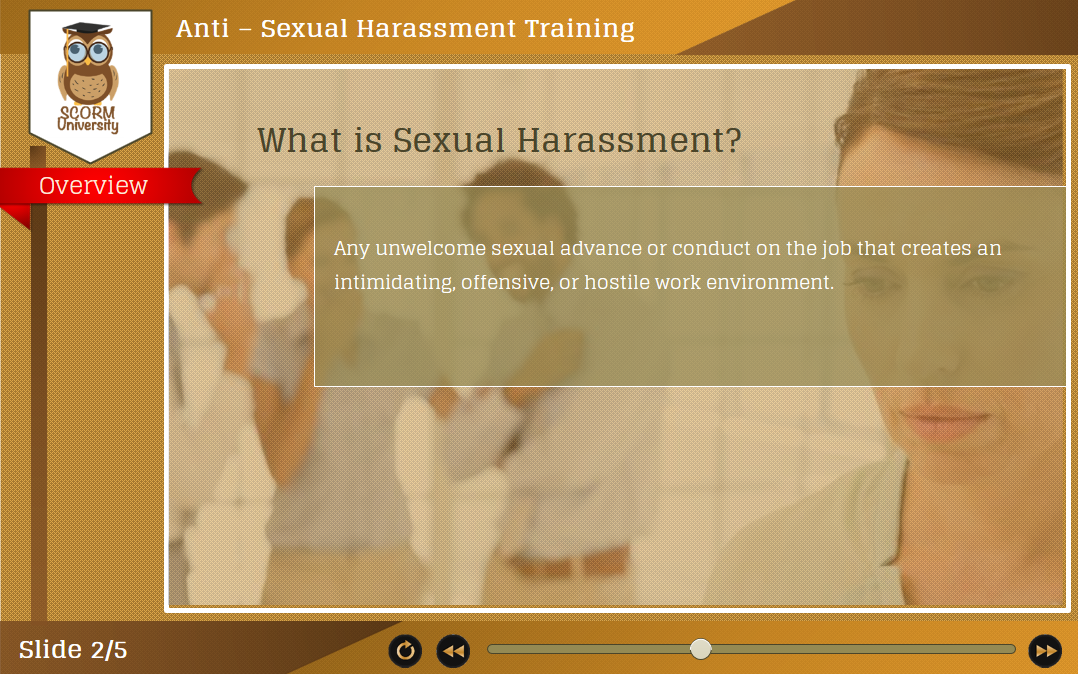 Anti – Sexual Harassment Training
SCORM
University
Overview
What is Sexual Harassment?
Any unwelcome sexual advance or conduct on the job that creates an
intimidating, offensive, or hostile work environment.
Slide 2/5